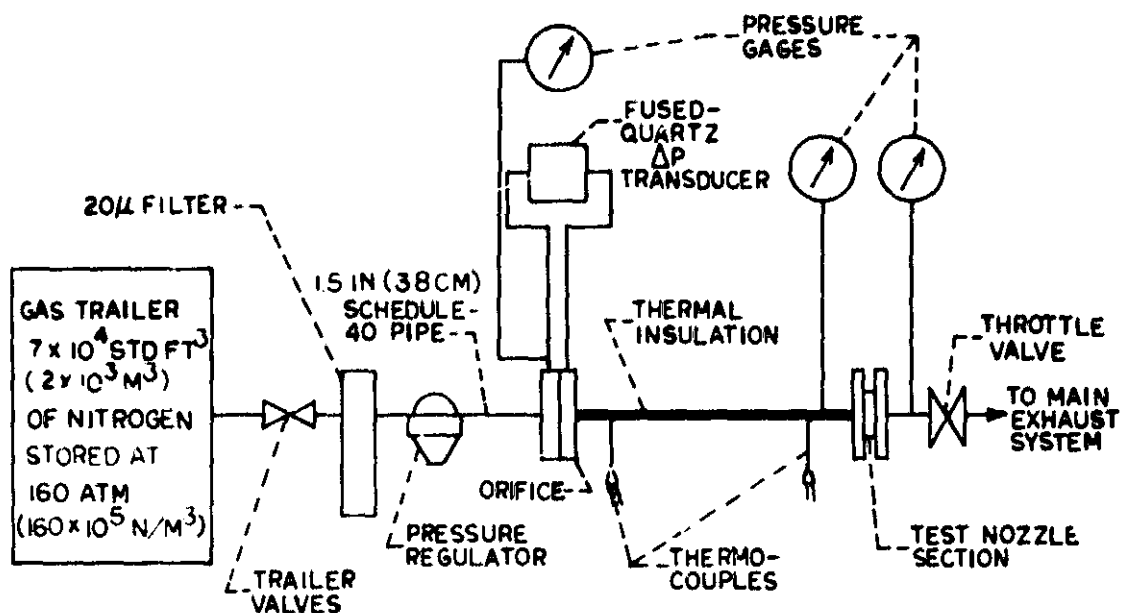 PRESSURE
GAGES
FUSED-
QUARTZ
ΔP
TRANSDUCER
20μ FILTER
1.5 IN (38CM)
SCHEDULE-
40 PIPE
GAS TRAILER
7 x 10⁴ STD FT³
(2 x 10³ M³)
OF NITROGEN
STORED AT
160 ATM
(160 x 10⁵ N/M³)
THERMAL
INSULATION
THROTTLE
VALVE
TO MAIN
EXHAUST
SYSTEM
ORIFICE
PRESSURE
REGULATOR
THERMO-
COUPLES
TEST NOZZLE
SECTION
TRAILER
VALVES